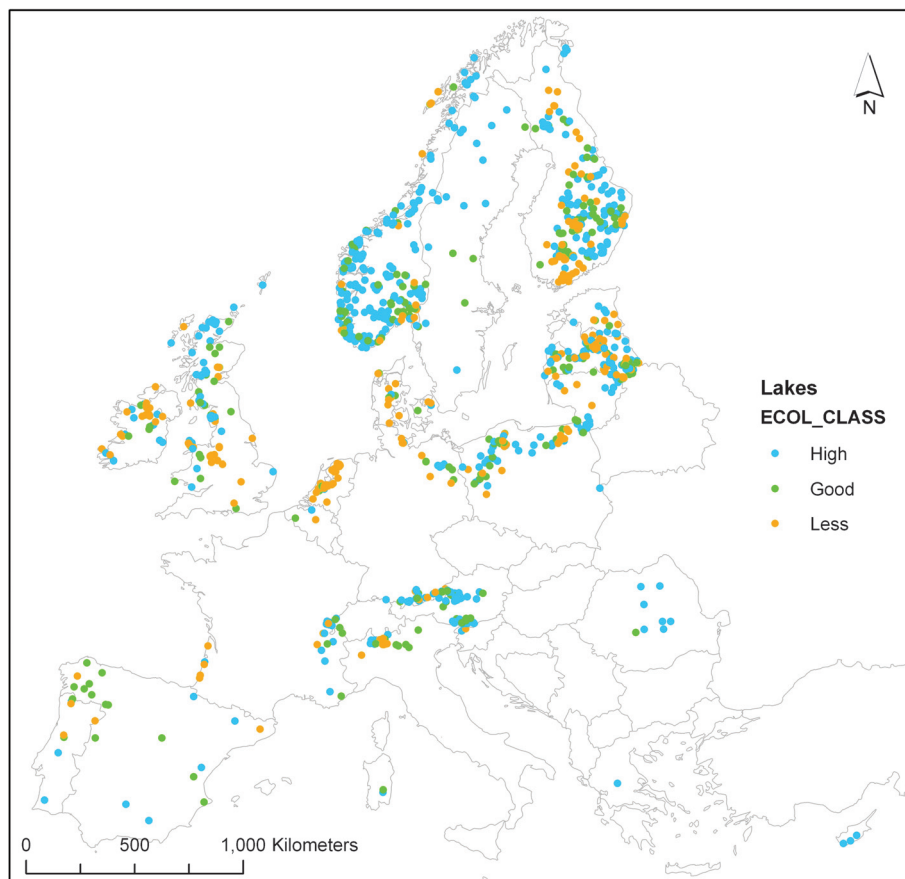 N
Lakes
ECOL_CLASS
High
Good
Less
0 500 1,000 Kilometers